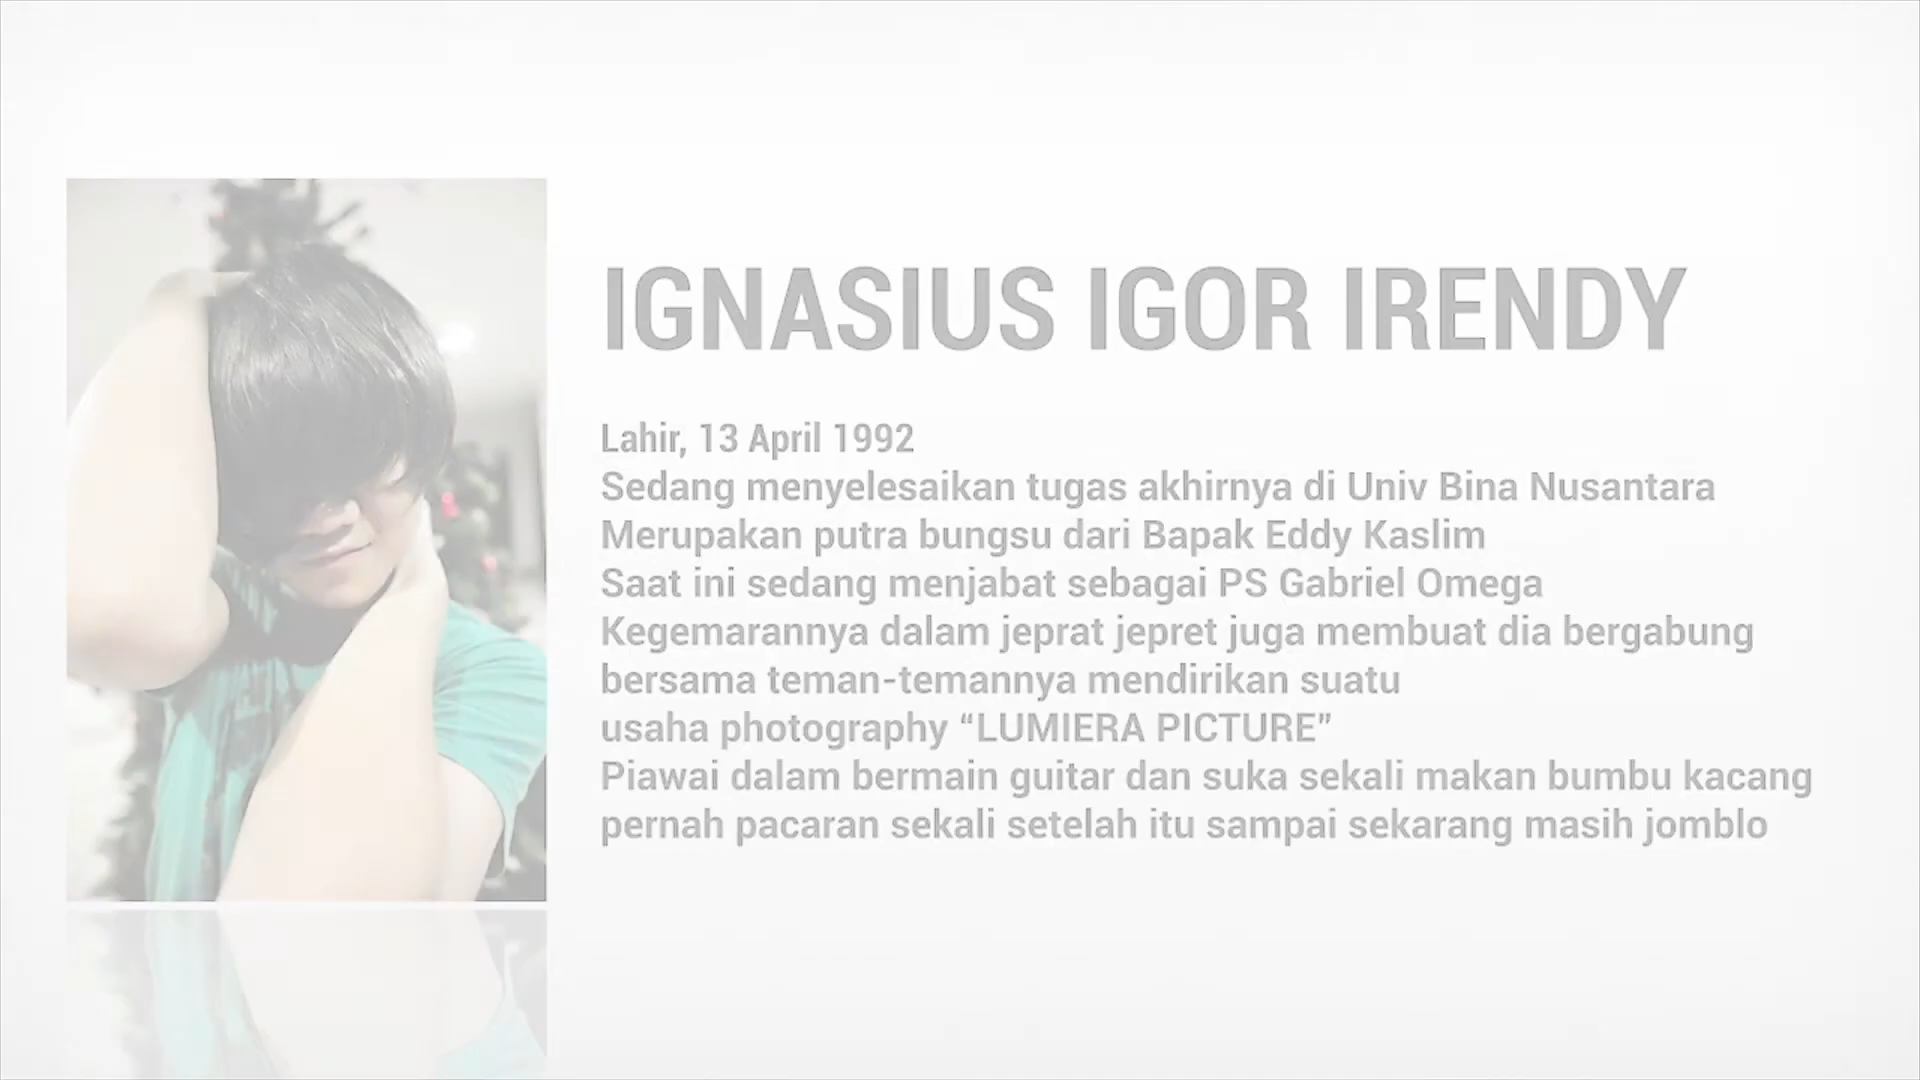 IGNASIUS IGOR IRENDY
Lahir, 13 April 1992
Sedang menyelesaikan tugas akhirnya di Univ Bina Nusantara
Merupakan putra bungsu dari Bapak Eddy Kaslim
Saat ini sedang menjabat sebagai PS Gabriel Omega
Kegemarannya dalam jeprat jepret juga membuat dia bergabung
bersama teman-temannya mendirikan suatu
usaha photography “LUMIERA PICTURE”
Piawai dalam bermain guitar dan suka sekali makan bumbu kacang
pernah pacaran sekali setelah itu sampai sekarang masih jomblo